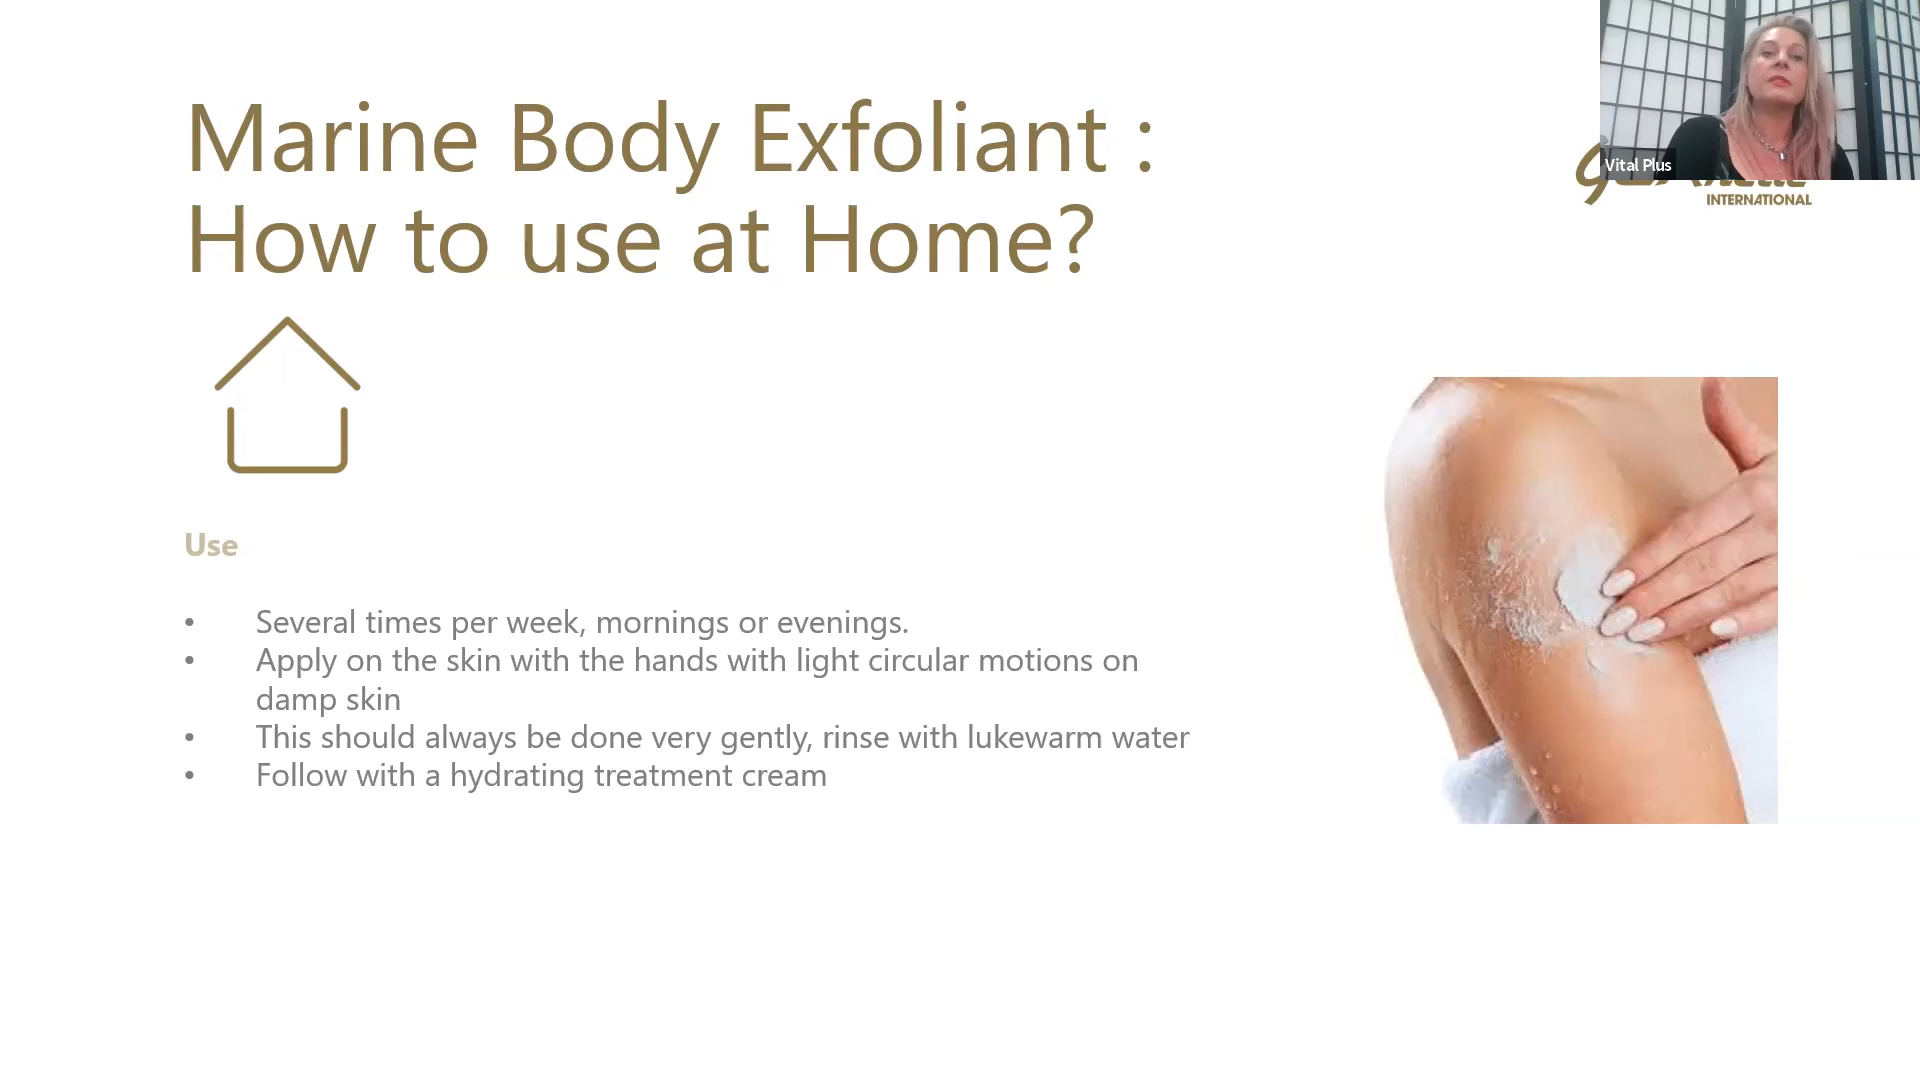 Marine Body Exfoliant :
How to use at Home?
Vital Plus
INTERNATIONAL
Use
• Several times per week, mornings or evenings.
• Apply on the skin with the hands with light circular motions on
damp skin
• This should always be done very gently, rinse with lukewarm water
• Follow with a hydrating treatment cream